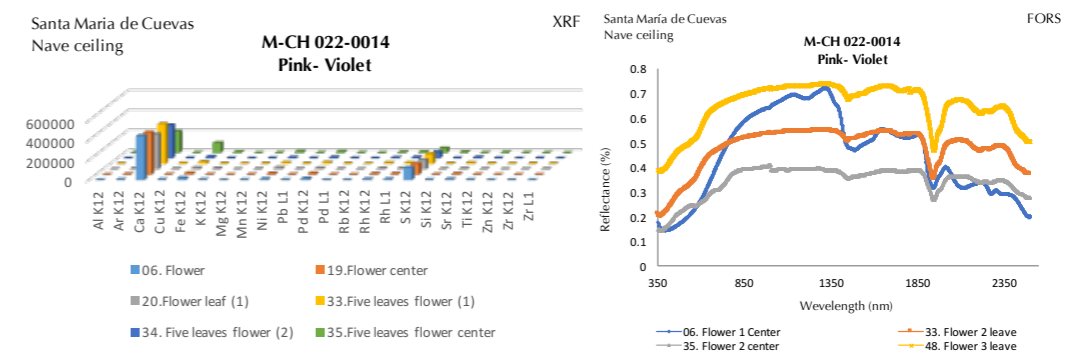 Santa Maria de Cuevas
Nave ceiling
XRF
M-CH 022-0014
Pink- Violet
600000
400000
200000
0
Al K12
Ar K12
Ca K12
Cu K12
Fe K12
K K12
Mg K12
Mn K12
Ni K12
Pb L1
Pd K12
Pd L1
Rb K12
Rh K12
Rh L1
S K12
Si K12
Sr K12
Ti K12
Zn K12
Zr K12
Zr L1
06. Flower
19.Flower center
20.Flower leaf (1)
33.Five leaves flower (1)
34. Five leaves flower (2)
35.Five leaves flower center
Santa María de Cuevas
Nave ceiling
FORS
M-CH 022-0014
Pink- Violet
0.8
0.7
0.6
0.5
0.4
0.3
0.2
0.1
0
Reflectance (%)
350 850 1350 1850 2350
Wavelength (nm)
06. Flower 1 Center
33. Flower 2 leave
35. Flower 2 center
48. Flower 3 leave